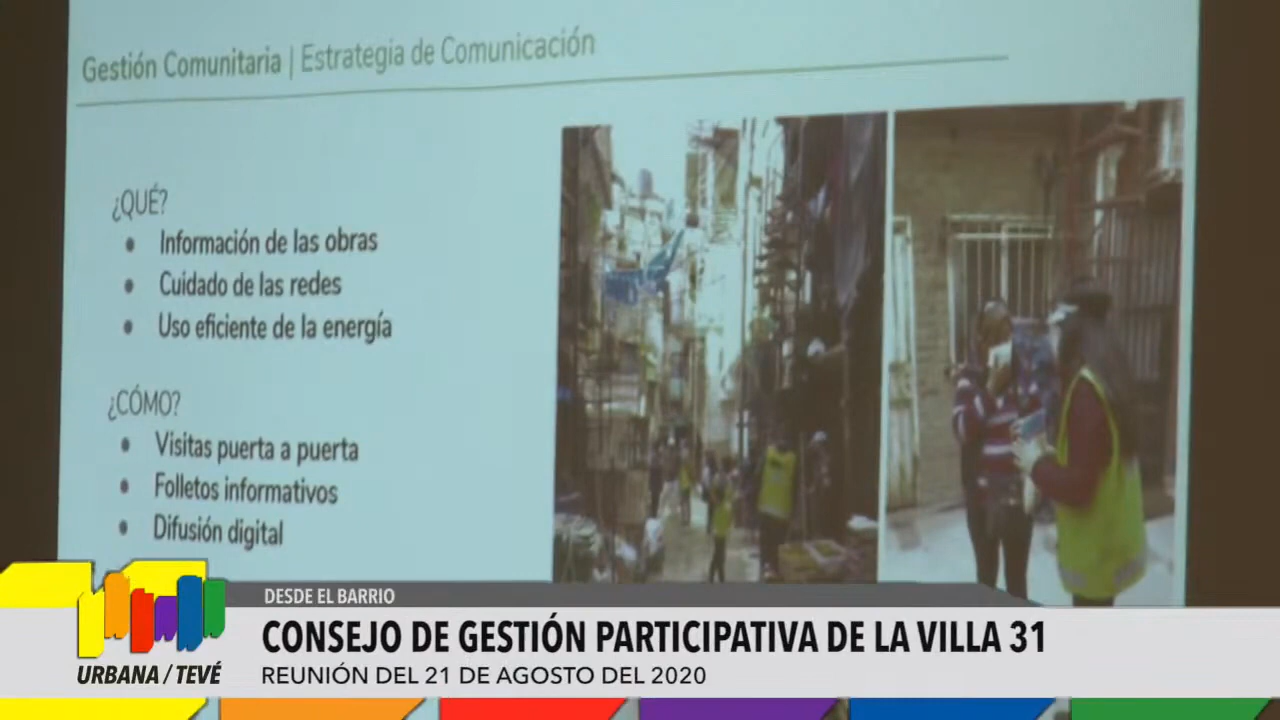 Gestión Comunitaria | Estrategia de Comunicación
¿QUÉ?
• Información de las obras
• Cuidado de las redes
• Uso eficiente de la energía
¿CÓMO?
• Visitas puerta a puerta
• Folletos informativos
• Difusión digital
DESDE EL BARRIO
CONSEJO DE GESTIÓN PARTICIPATIVA DE LA VILLA 31
REUNIÓN DEL 21 DE AGOSTO DEL 2020
URBANA / TEVÉ